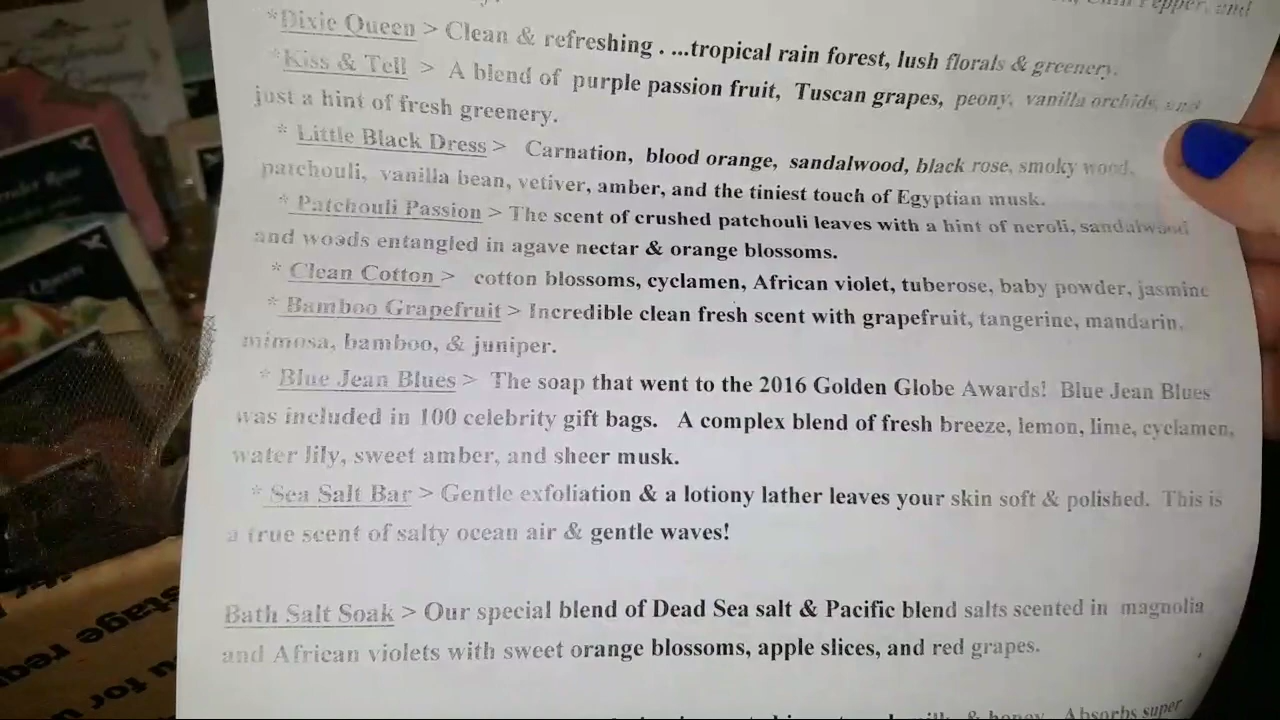 Pepper, and
*Dixie Queen > Clean & refreshing . ...tropical rain forest, lush florals & greenery.
*Kiss & Tell > A blend of purple passion fruit, Tuscan grapes, peony, vanilla orchids, and
just a hint of fresh greenery.
* Little Black Dress > Carnation, blood orange, sandalwood, black rose, smoky wood,
patchouli, vanilla bean, vetiver, amber, and the tiniest touch of Egyptian musk.
* Patchouli Passion > The scent of crushed patchouli leaves with a hint of neroli, sandalwood
and woods entangled in agave nectar & orange blossoms.
* Clean Cotton > cotton blossoms, cyclamen, African violet, tuberose, baby powder, jasmine
* Bamboo Grapefruit > Incredible clean fresh scent with grapefruit, tangerine, mandarin,
mimosa, bamboo, & juniper.
* Blue Jean Blues > The soap that went to the 2016 Golden Globe Awards! Blue Jean Blues
was included in 100 celebrity gift bags. A complex blend of fresh breeze, lemon, lime, cyclamen,
water lily, sweet amber, and sheer musk.
* Sea Salt Bar > Gentle exfoliation & a lotiony lather leaves your skin soft & polished. This is
a true scent of salty ocean air & gentle waves!
Bath Salt Soak > Our special blend of Dead Sea salt & Pacific blend salts scented in magnolia
and African violets with sweet orange blossoms, apple slices, and red grapes.
& honey. Absorbs super